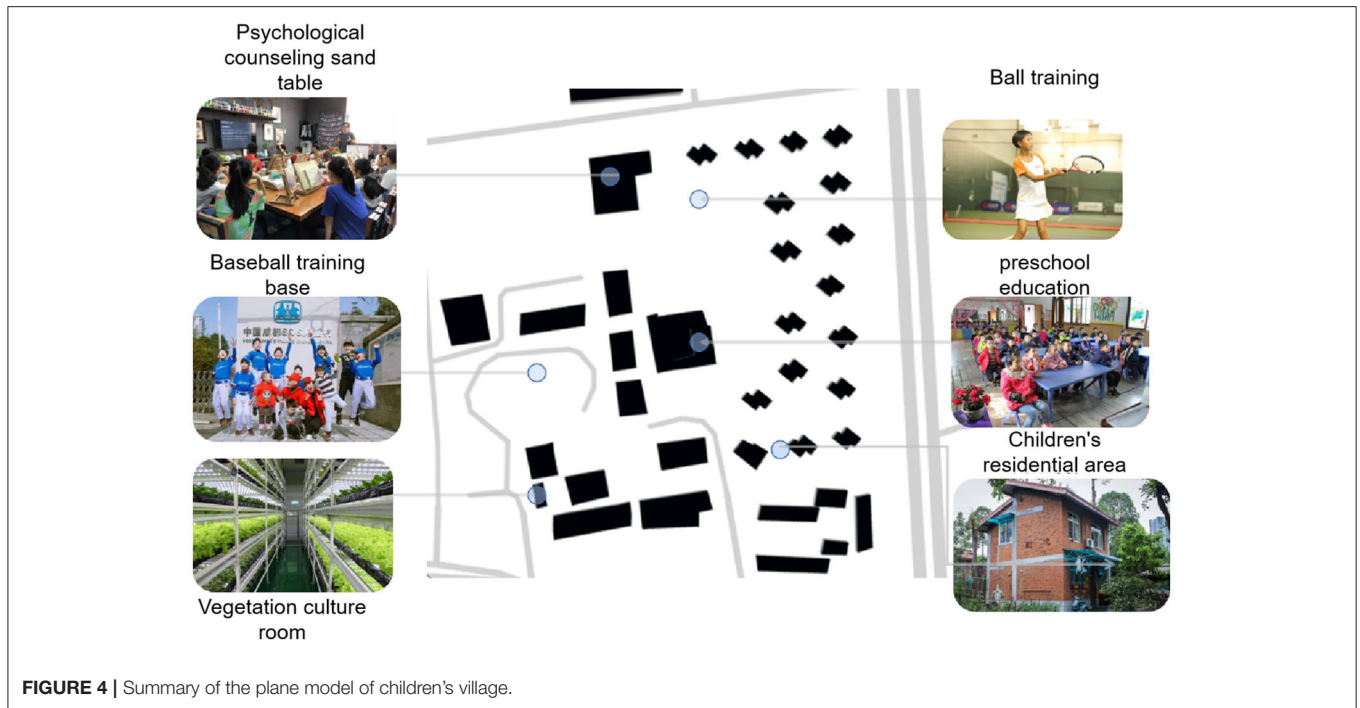 Psychological
counseling sand
table
Ball training
Baseball training
base
preschool
education
Children's
residential area
Vegetation culture
room
FIGURE 4 | Summary of the plane model of children's village.